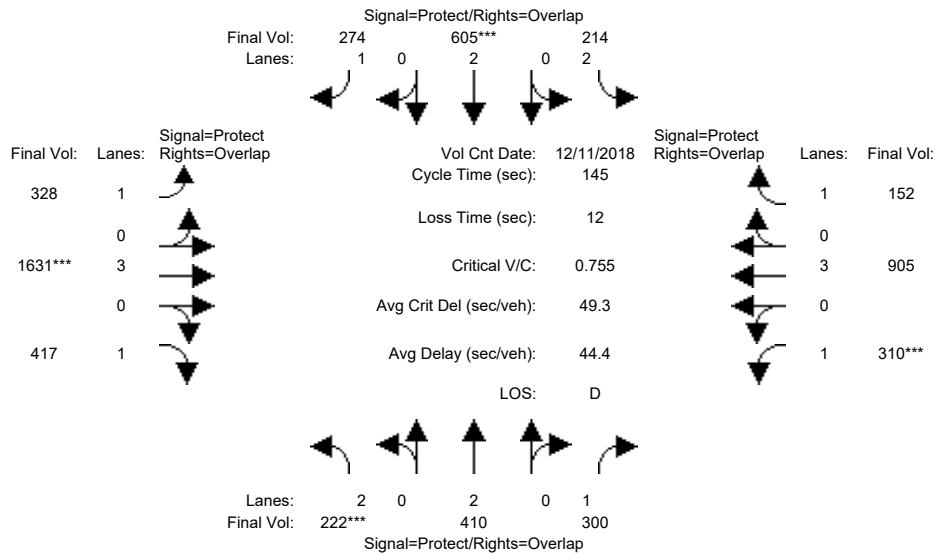 Signal=Protect/Rights=Overlap
Final Vol: 274 605*** 214
Lanes: 1 0 2 0 2
Signal=Protect Signal=Protect
Final Vol: Lanes: Rights=Overlap Vol Cnt Date: 12/11/2018 Rights=Overlap Lanes: Final Vol:
Cycle Time (sec): 145
328 1 1 152
Loss Time (sec): 12
0 0
1631*** 3 Critical V/C: 0.755 3 905
0 Avg Crit Del (sec/veh): 49.3 0
417 1 Avg Delay (sec/veh): 44.4 1 310***
LOS: D
Lanes: 2 0 2 0 1
Final Vol: 222*** 410 300
Signal=Protect/Rights=Overlap